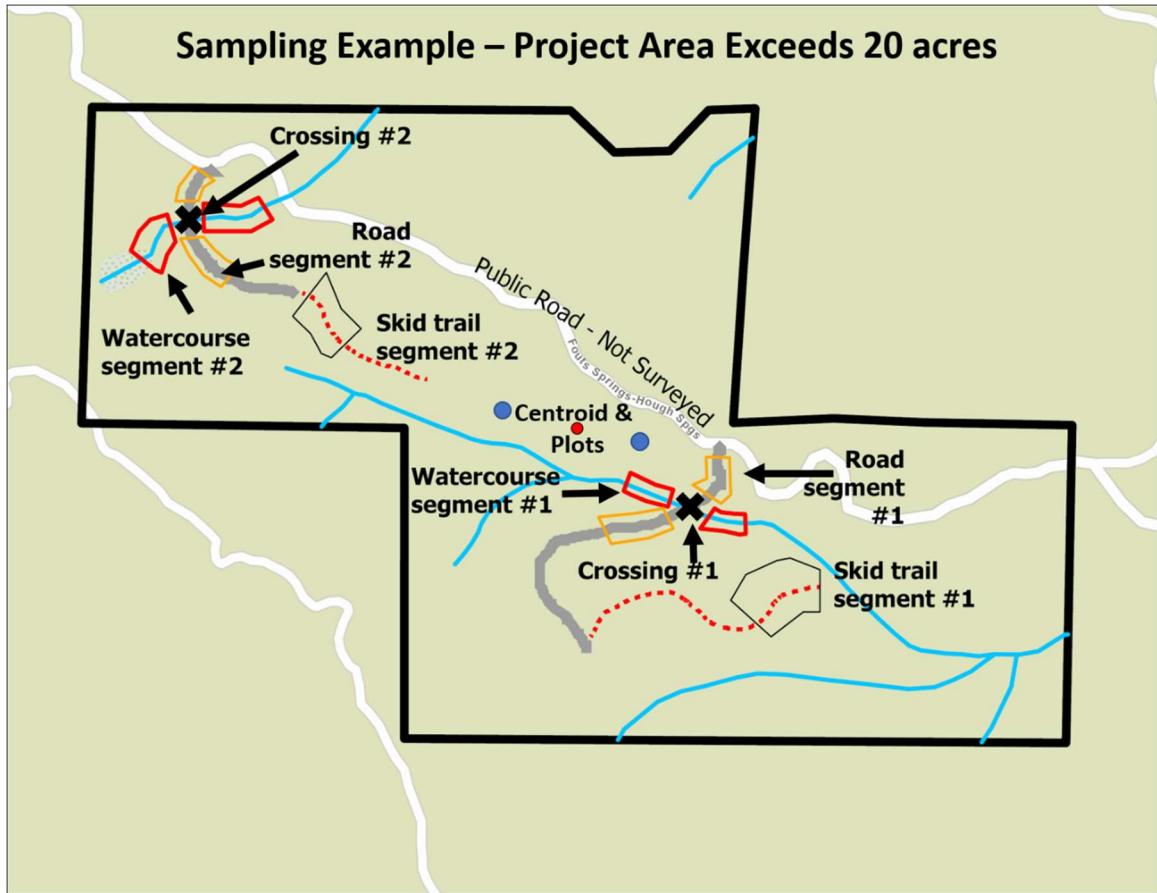 Sampling Example – Project Area Exceeds 20 acres
Crossing #2
Road
segment #2
Public Road - Not Surveyed
Fouts Springs-Hough Spgs
Watercourse
segment #2
Skid trail
segment #2
Centroid &
Plots
Watercourse
segment #1
Road
segment
#1
Crossing #1
Skid trail
segment #1